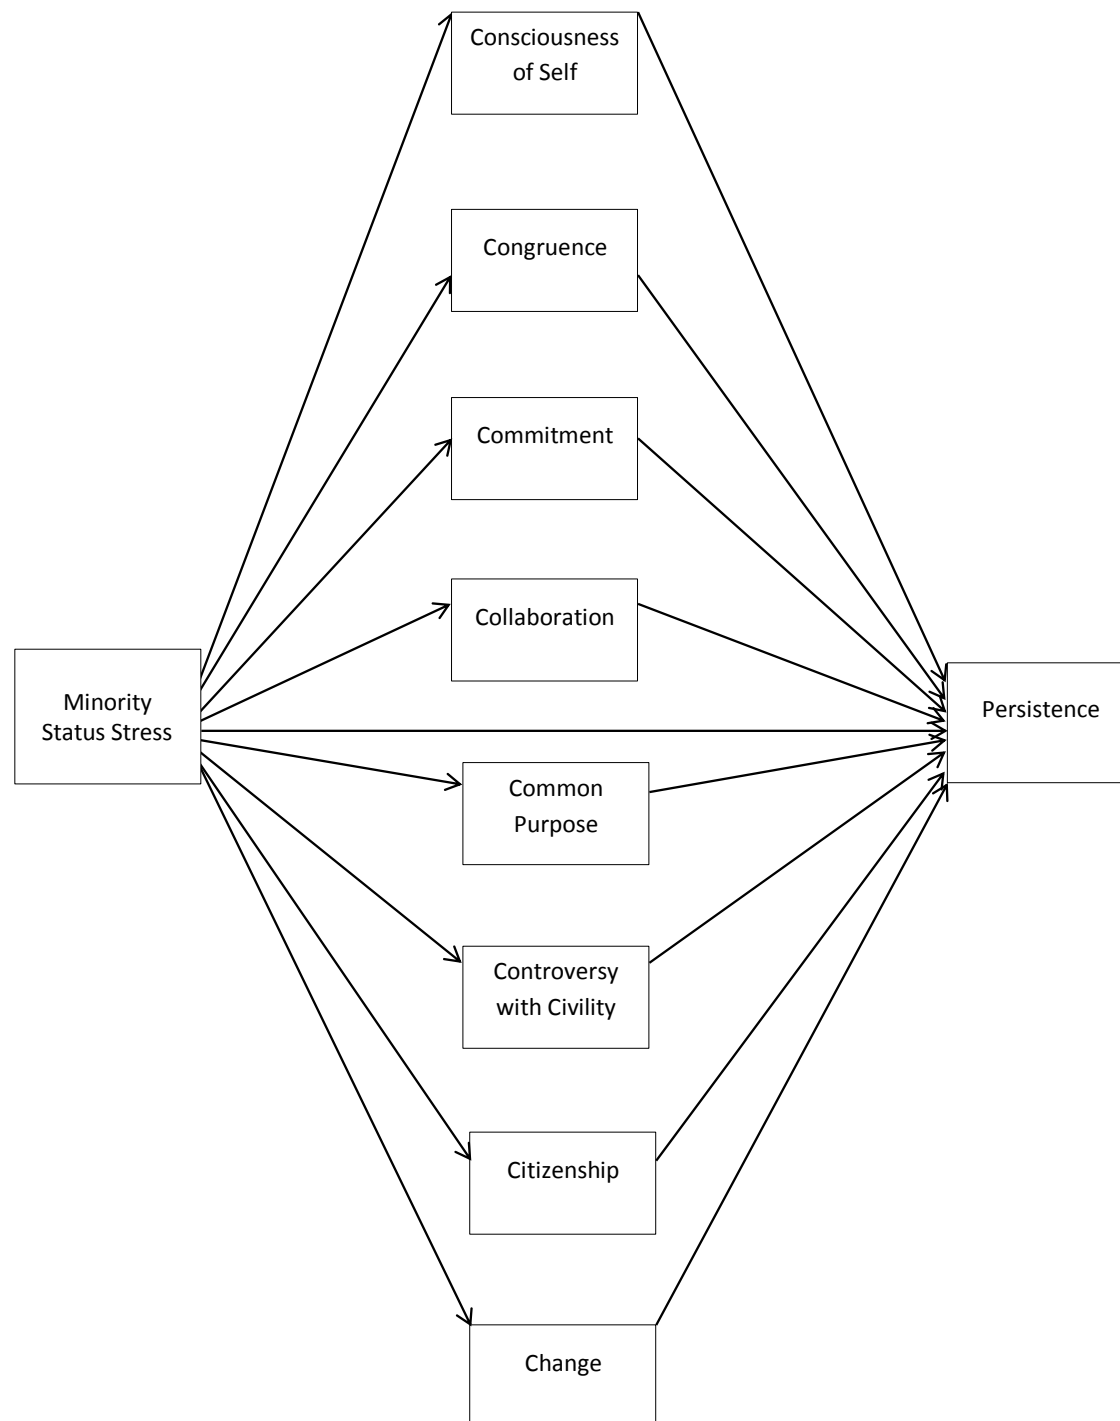 Consciousness
of Self
Congruence
Commitment
Collaboration
Minority
Status Stress
Persistence
Common
Purpose
Controversy
with Civility
Citizenship
Change